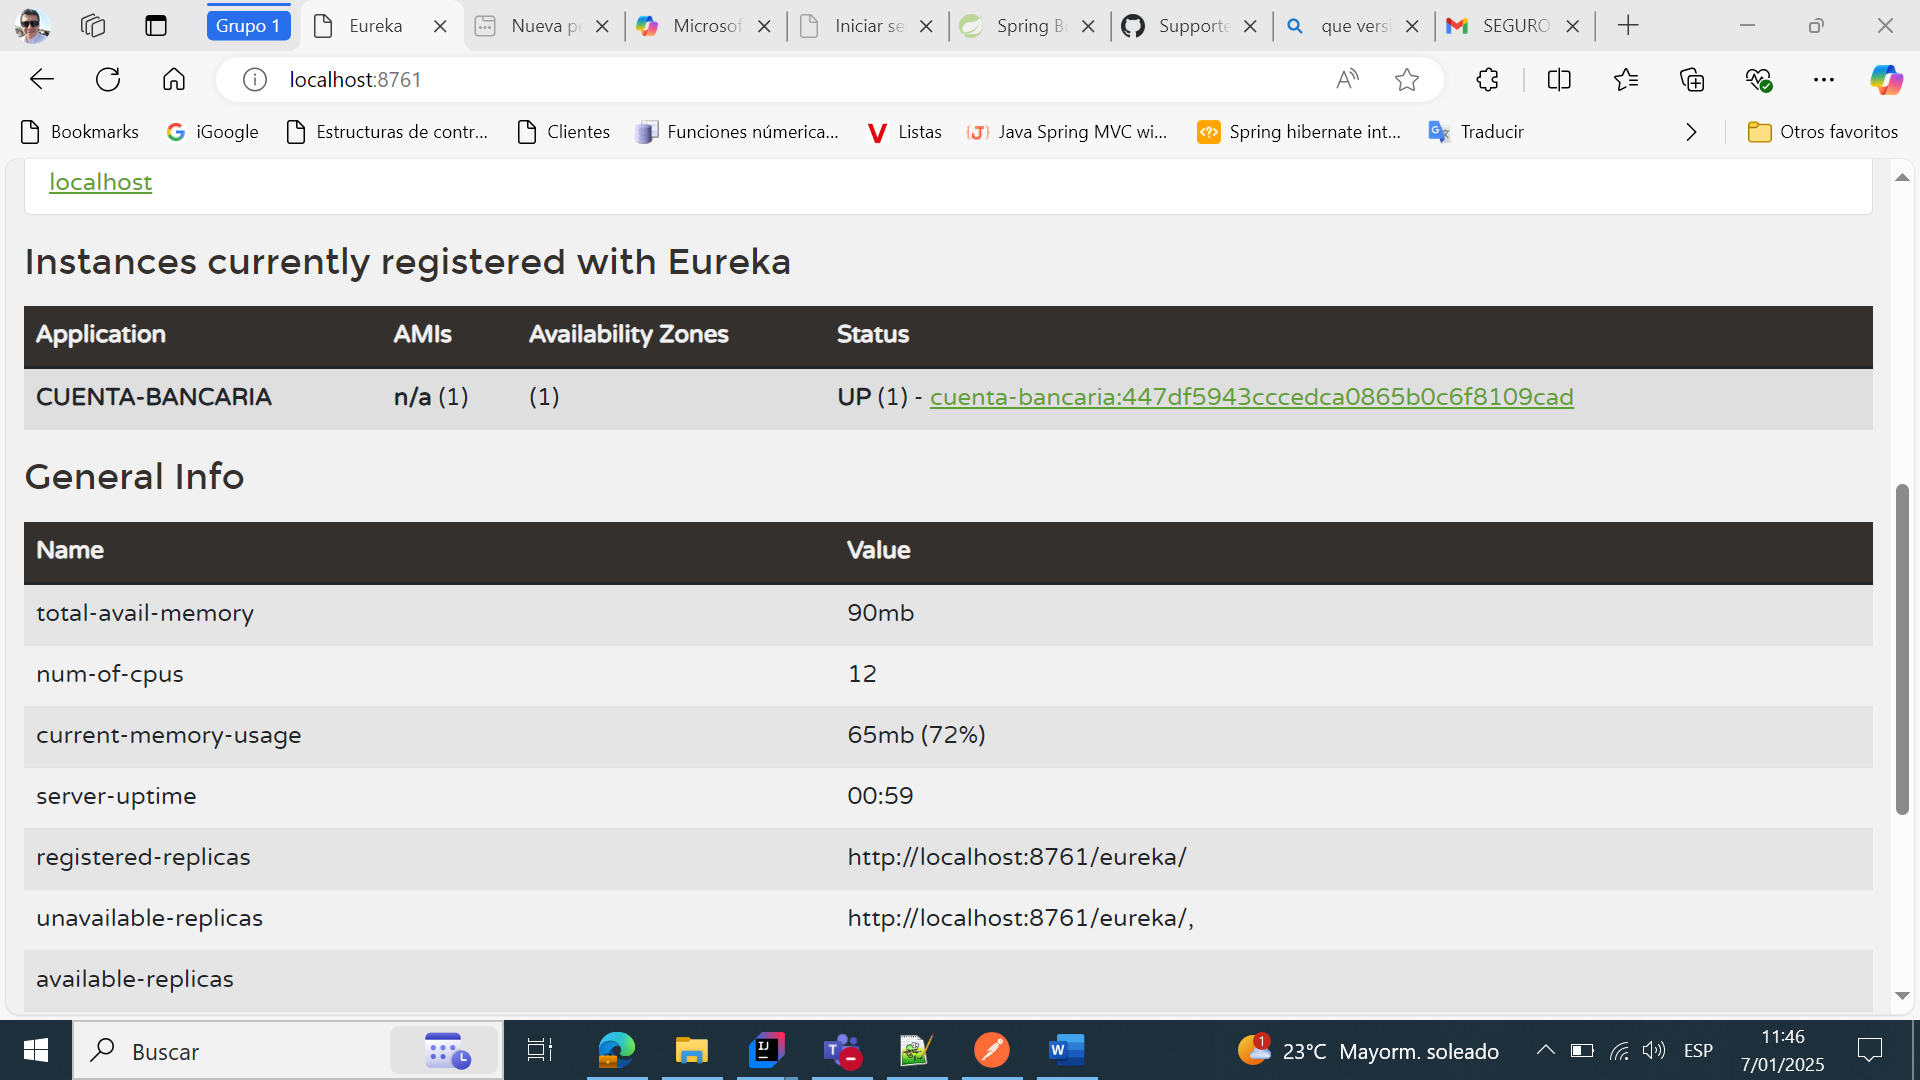 Grupo 1
Eureka
Nueva pe
Microsof
Iniciar se
Spring Bo
Supporte
que versi
SEGURO
localhost:8761
Bookmarks
iGoogle
Estructuras de contr...
Clientes
Funciones númerica...
Listas
Java Spring MVC wi...
Spring hibernate int...
Traducir
Otros favoritos
localhost
Instances currently registered with Eureka
Application AMIs Availability Zones Status
CUENTA-BANCARIA n/a (1) (1) UP (1) - cuenta-bancaria:447df5943cccedca0865b0c6f8109cad
General Info
Name Value
total-avail-memory 90mb
num-of-cpus 12
current-memory-usage 65mb (72%)
server-uptime 00:59
registered-replicas http://localhost:8761/eureka/
unavailable-replicas http://localhost:8761/eureka/,
available-replicas
Buscar
1
23°C Mayorm. soleado
ESP
11:46
7/01/2025